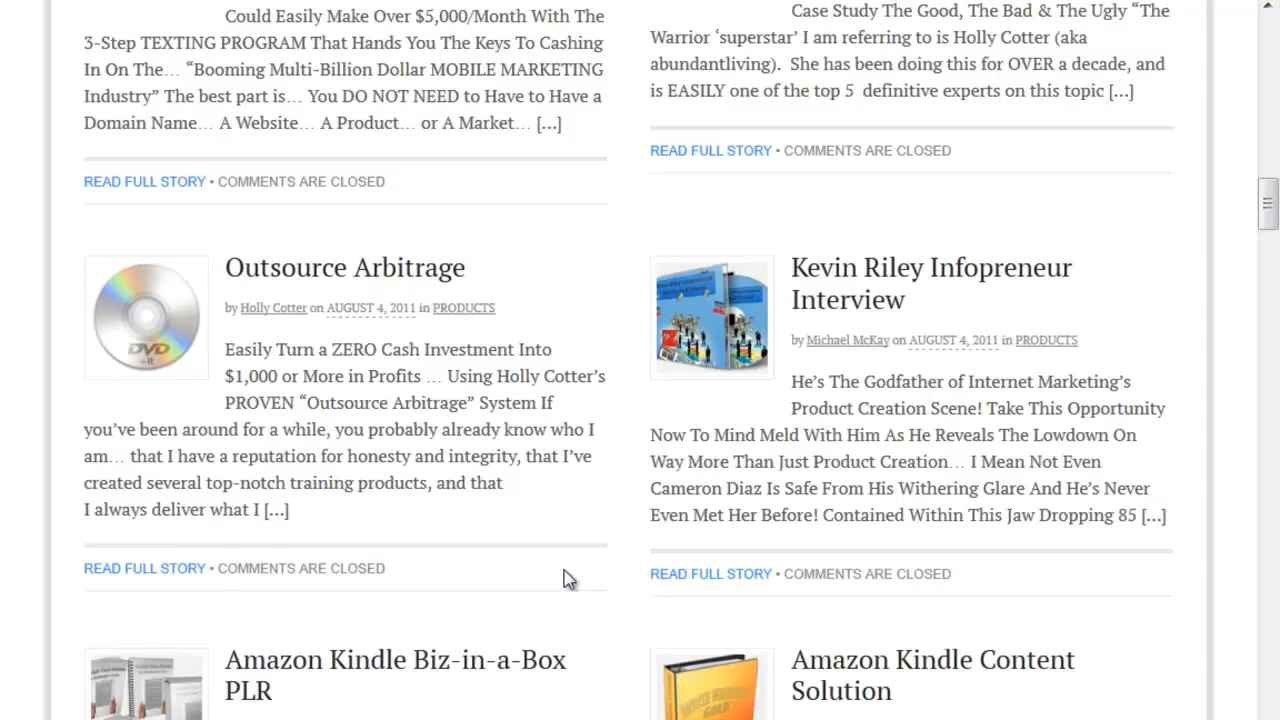 Could Easily Make Over $5,000/Month With The
3-Step TEXTING PROGRAM That Hands You The Keys To Cashing
In On The… “Booming Multi-Billion Dollar MOBILE MARKETING
Industry” The best part is… You DO NOT NEED to Have to Have a
Domain Name… A Website… A Product… or A Market… [...]
READ FULL STORY • COMMENTS ARE CLOSED
Case Study The Good, The Bad & The Ugly “The
Warrior ‘superstar’ I am referring to is Holly Cotter (aka
abundantliving). She has been doing this for OVER a decade, and
is EASILY one of the top 5 definitive experts on this topic [...]
READ FULL STORY • COMMENTS ARE CLOSED
Outsource Arbitrage
by Holly Cotter on AUGUST 4, 2011 in PRODUCTS
DVD
+R
Easily Turn a ZERO Cash Investment Into
$1,000 or More in Profits … Using Holly Cotter’s
PROVEN “Outsource Arbitrage” System If
you’ve been around for a while, you probably already know who I
am… that I have a reputation for honesty and integrity, that I’ve
created several top-notch training products, and that
I always deliver what I [...]
READ FULL STORY • COMMENTS ARE CLOSED
Kevin Riley Infopreneur
Interview
by Michael McKay on AUGUST 4, 2011 in PRODUCTS
He’s The Godfather of Internet Marketing’s
Product Creation Scene! Take This Opportunity
Now To Mind Meld With Him As He Reveals The Lowdown On
Way More Than Just Product Creation… I Mean Not Even
Cameron Diaz Is Safe From His Withering Glare And He’s Never
Even Met Her Before! Contained Within This Jaw Dropping 85 [...]
READ FULL STORY • COMMENTS ARE CLOSED
Amazon Kindle Biz-in-a-Box
PLR
Amazon Kindle Content
Solution